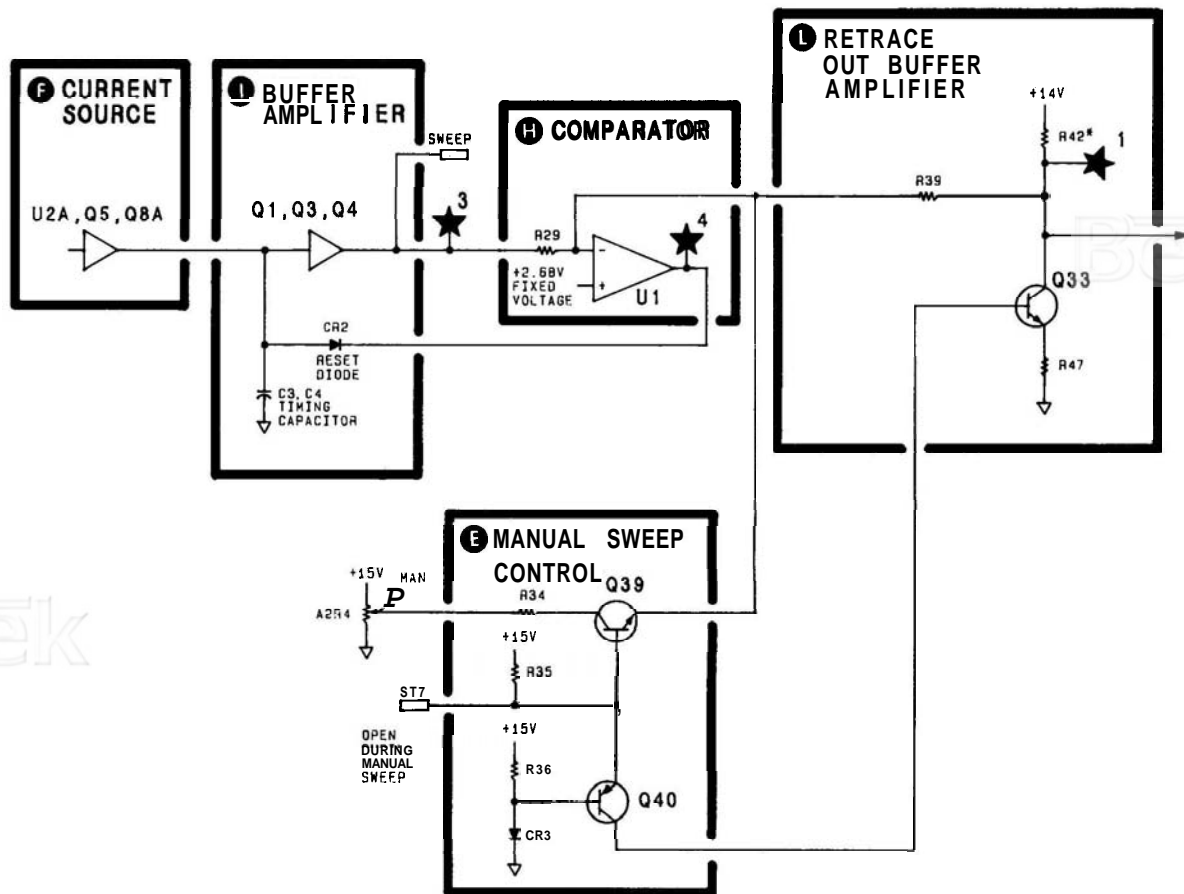 F CURRENT
SOURCE
U2A, Q5, Q8A
I BUFFER
AMPLIFIER
SWEEP
Q1, Q3, Q4
3
CR2
RESET
DIODE
C3, C4
TIMING
CAPACITOR
H COMPARATOR
R29
4
+2.68V
FIXED
VOLTAGE
-
+
U1
L RETRACE
OUT BUFFER
AMPLIFIER
+14V
R42*
1
R39
Q33
R47
E MANUAL SWEEP
CONTROL
+15V
MAN
P
A2R4
R34
Q39
+15V
R35
ST7
OPEN
DURING
MANUAL
SWEEP
+15V
R36
Q40
CR3